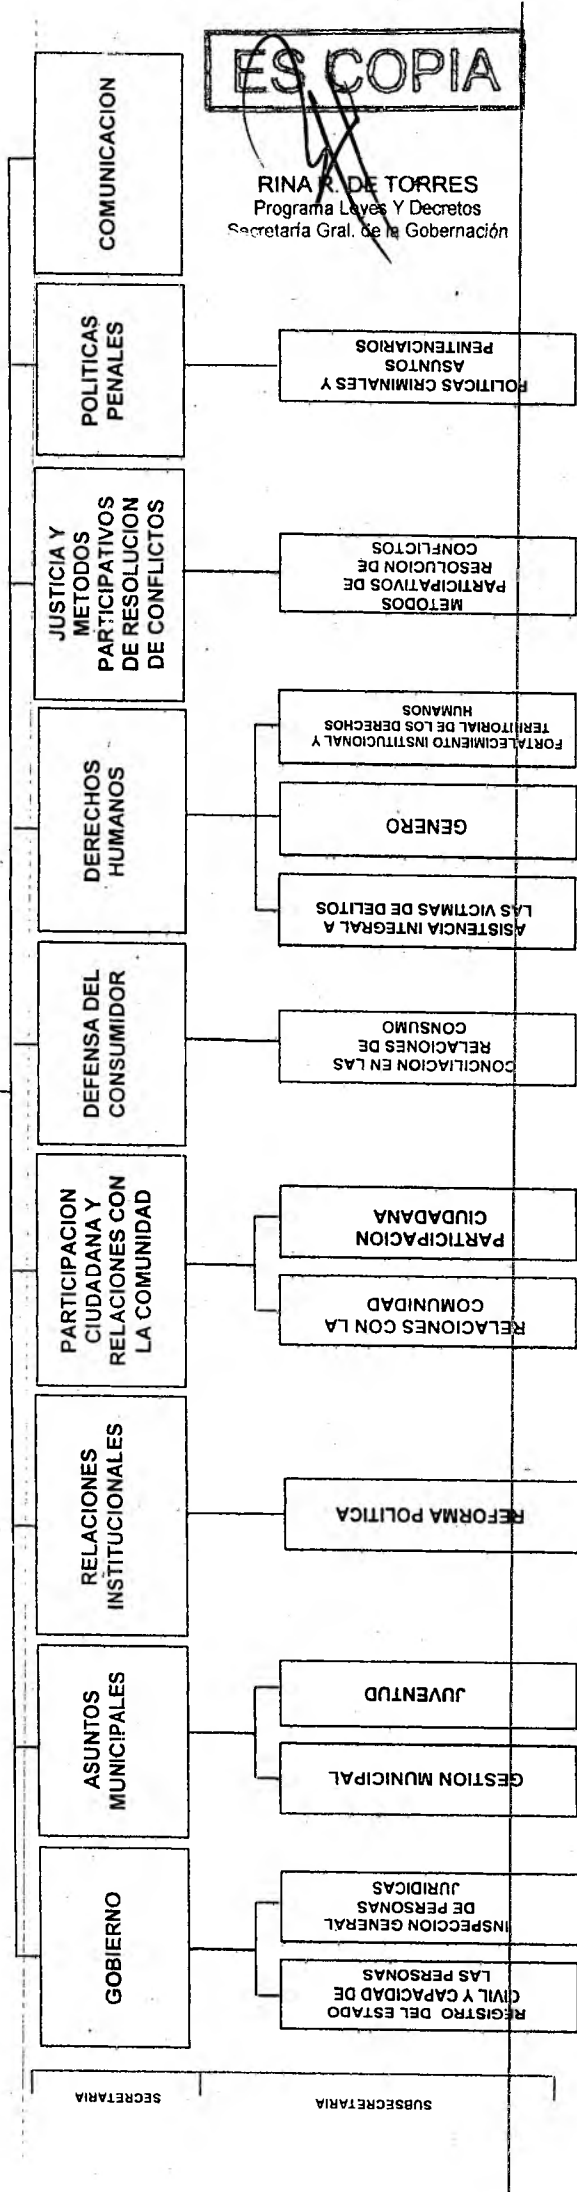 ES COPIA
RINA R. DE TORRES
Programa Leyes Y Decretos
Secretaría Gral. de la Gobernación
SECRETARIA
GOBIERNO
ASUNTOS
MUNICIPALES
RELACIONES
INSTITUCIONALES
PARTICIPACION
CIUDADANA Y
RELACIONES CON
LA COMUNIDAD
DEFENSA DEL
CONSUMIDOR
DERECHOS
HUMANOS
JUSTICIA Y
METODOS
PARTICIPATIVOS
DE RESOLUCION
DE CONFLICTOS
POLITICAS
PENALES
COMUNICACION
SUBSECRETARIA
REGISTRO DEL ESTADO
CIVIL Y CAPACIDAD DE
LAS PERSONAS
INSPECCION GENERAL
DE PERSONAS
JURIDICAS
GESTION MUNICIPAL
JUVENTUD
REFORMA POLITICA
RELACIONES CON LA
COMUNIDAD
PARTICIPACION
CIUDADANA
CONCILIACION EN LAS
RELACIONES DE
CONSUMO
ASISTENCIA INTEGRAL A
LAS VICTIMAS DE DELITOS
GENERO
FORTALECIMIENTO INSTITUCIONAL Y
TERRITORIAL DE LOS DERECHOS
HUMANOS
METODOS
PARTICIPATIVOS DE
RESOLUCION DE
CONFLICTOS
POLITICAS CRIMINALES Y
ASUNTOS
PENITENCIARIOS